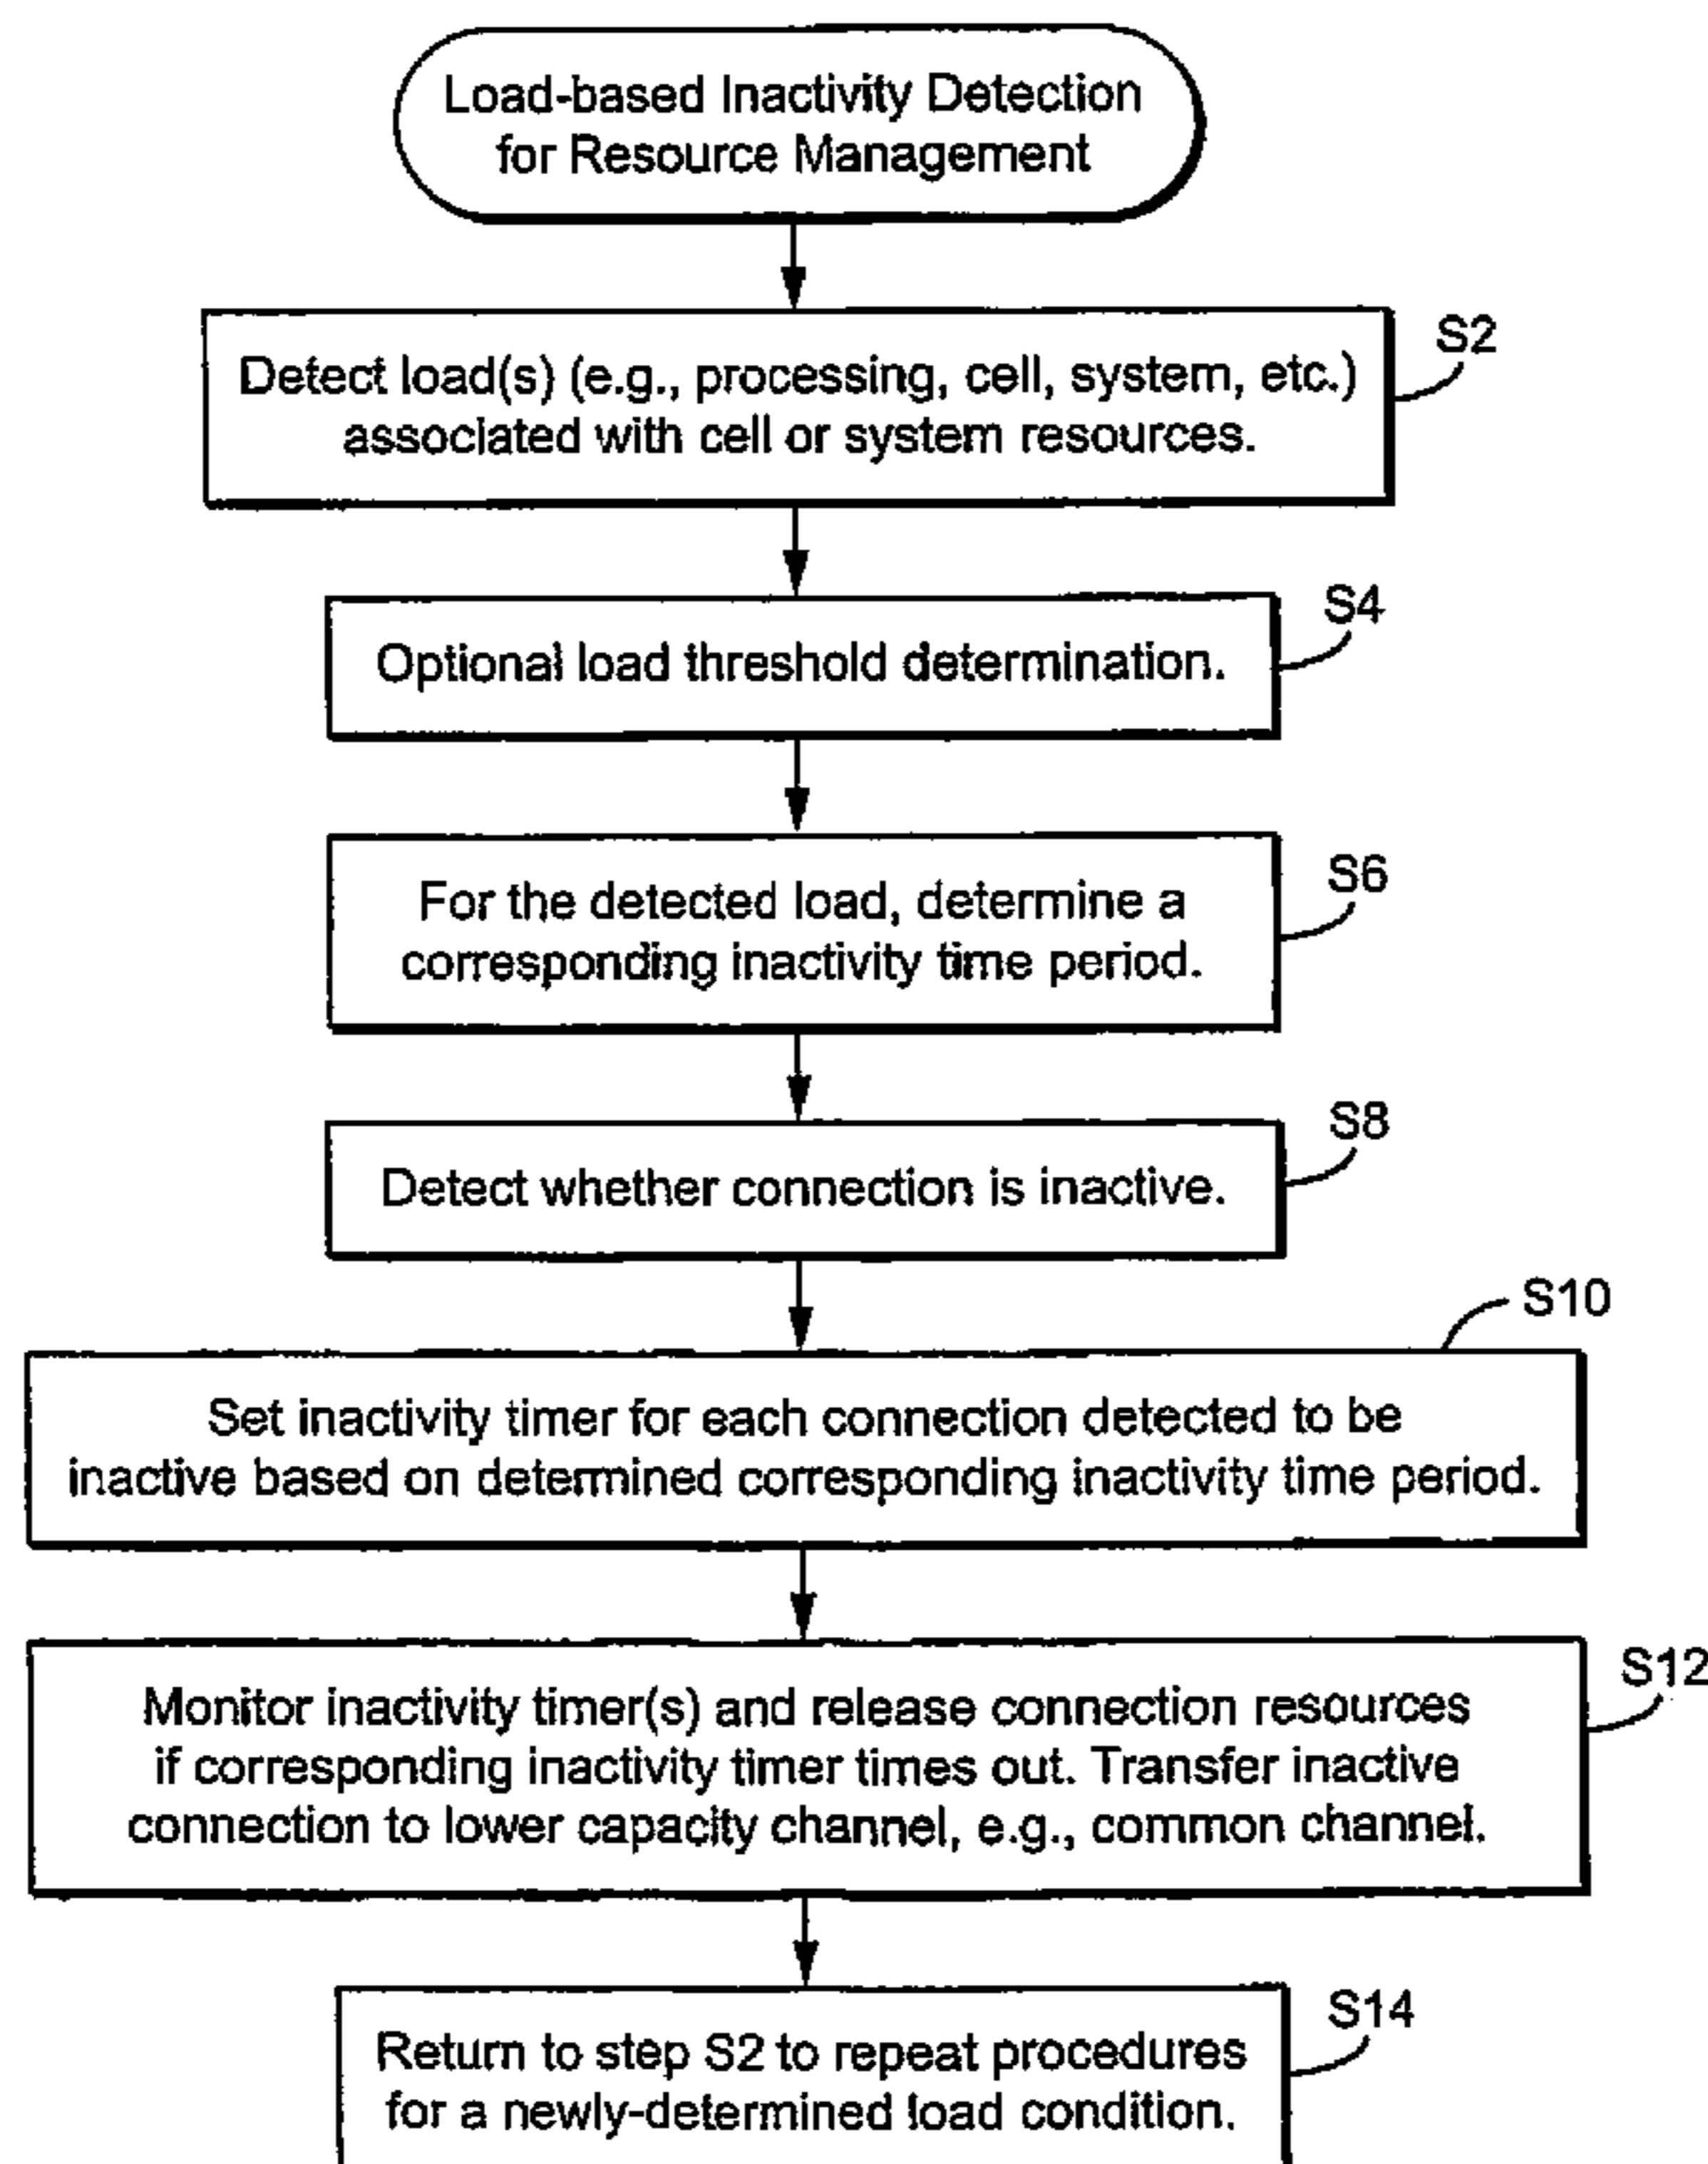 Load-based Inactivity Detection
for Resource Management
S2
Detect load(s) (e.g., processing, cell, system, etc.)
associated with cell or system resources.
S4
Optional load threshold determination.
S6
For the detected load, determine a
corresponding inactivity time period.
S8
Detect whether connection is inactive.
S10
Set inactivity timer for each connection detected to be
inactive based on determined corresponding inactivity time period.
S12
Monitor inactivity timer(s) and release connection resources
if corresponding inactivity timer times out. Transfer inactive
connection to lower capacity channel, e.g., common channel.
S14
Return to step S2 to repeat procedures
for a newly-determined load condition.